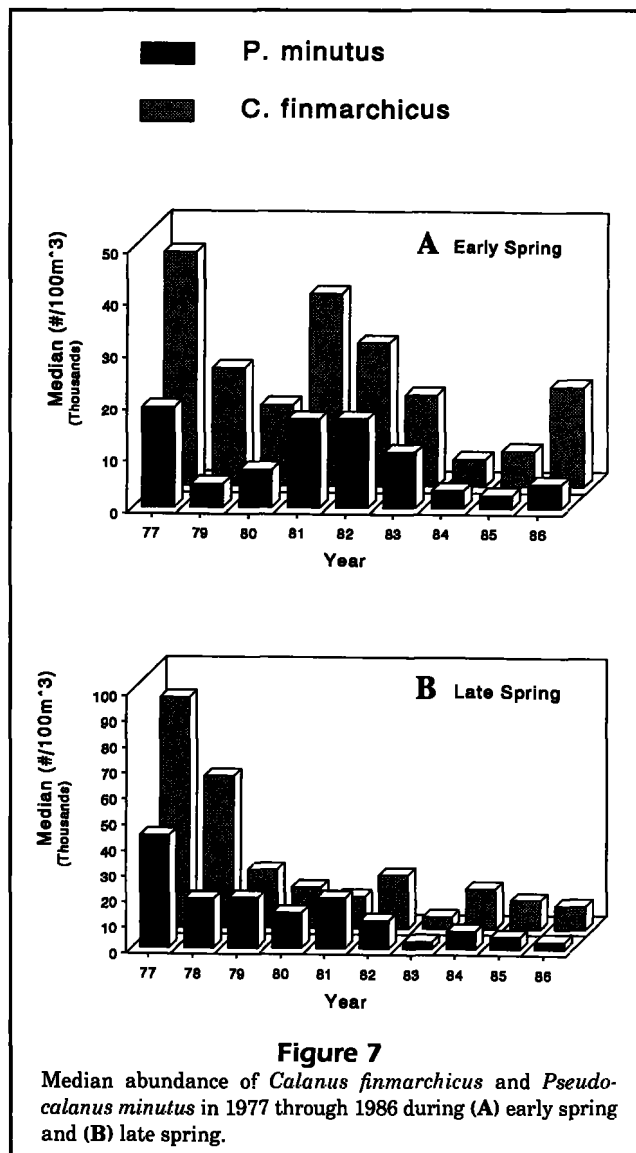 P. minutus
C. finmarchicus
A Early Spring
Median (#/100m^3)
(Thousands)
50
40
30
20
10
0
77 79 80 81 82 83 84 85 86
Year
B Late Spring
Median (#/100m^3)
(Thousands)
100
90
80
70
60
50
40
30
20
10
0
77 78 79 80 81 82 83 84 85 86
Year
Figure 7
Median abundance of Calanus finmarchicus and Pseudo-
calanus minutus in 1977 through 1986 during (A) early spring
and (B) late spring.